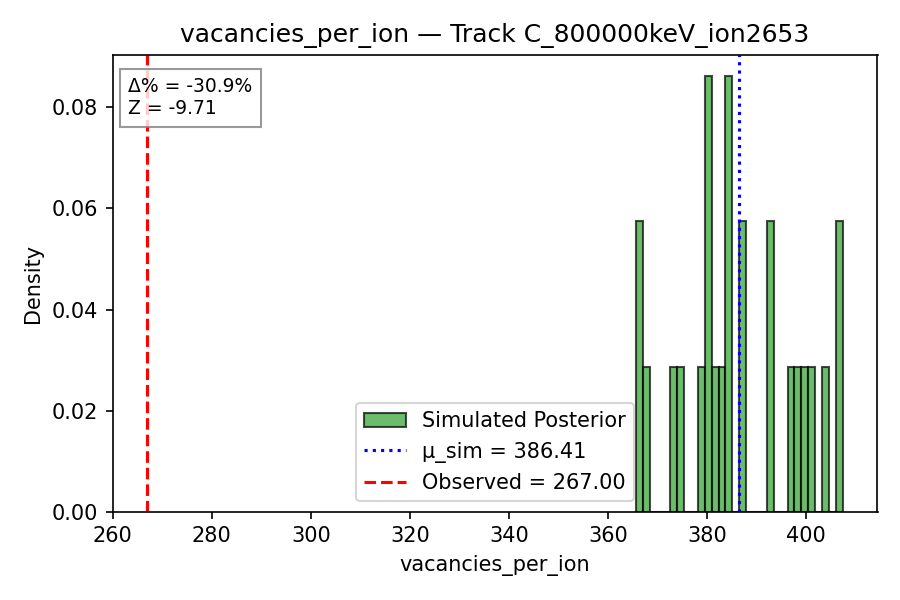 vacancies_per_ion — Track C_800000keV_ion2653
Δ% = -30.9%
Z = -9.71
0.08
0.06
0.04
0.02
0.00
Density
Simulated Posterior
μ_sim = 386.41
Observed = 267.00
260 280 300 320 340 360 380 400
vacancies_per_ion